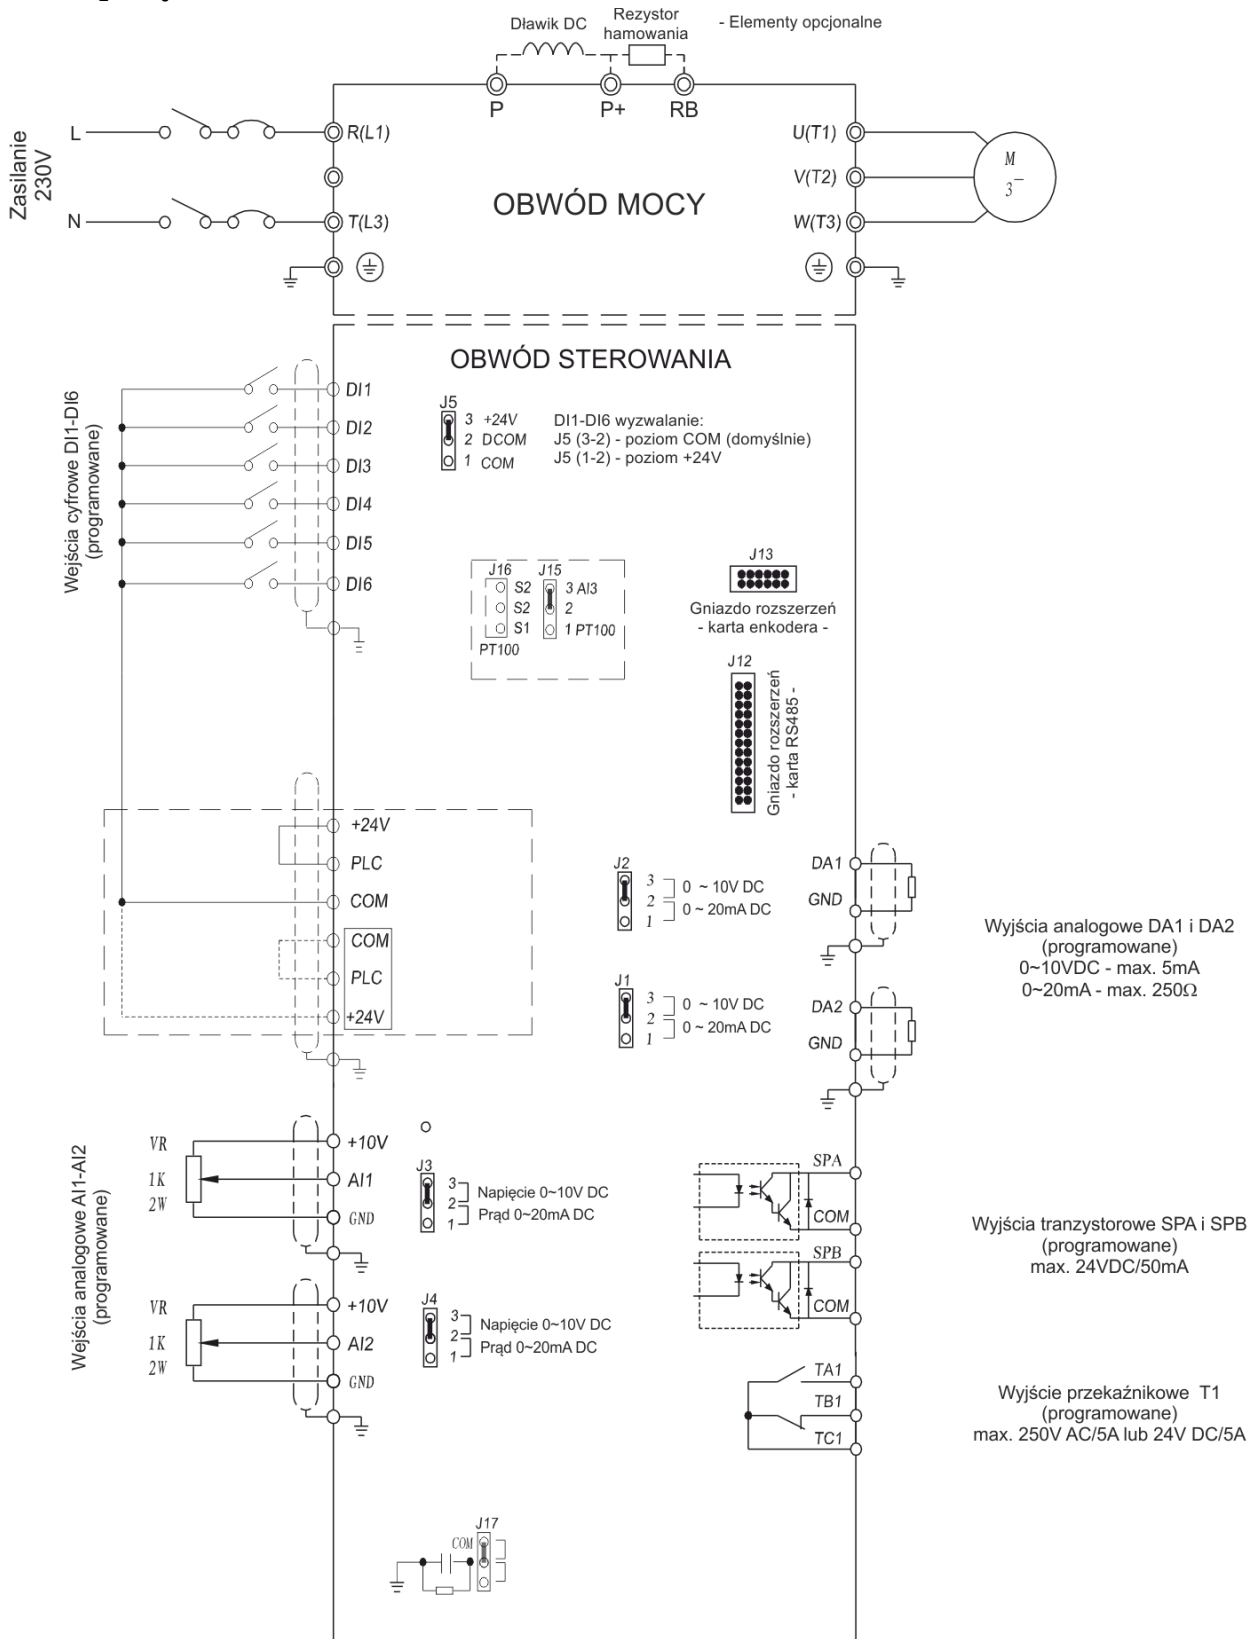 Dławik DC
Rezystor
hamowania
- Elementy opcjonalne
P
P+
RB
Zasilanie
230V
L
R(L1)
N
T(L3)
OBWÓD MOCY
U(T1)
V(T2)
W(T3)
M
3~
OBWÓD STEROWANIA
Wejścia cyfrowe DI1-DI6
(programowane)
DI1
DI2
DI3
DI4
DI5
DI6
J5
3 +24V
2 DCOM
1 COM
DI1-DI6 wyzwalanie:
J5 (3-2) - poziom COM (domyślnie)
J5 (1-2) - poziom +24V
J16
S2
S2
S1
PT100
J15
3 AI3
2
1 PT100
J13
Gniazdo rozszerzeń
- karta enkodera -
J12
Gniazdo rozszerzeń
- karta RS485 -
+24V
PLC
COM
COM
PLC
+24V
J2
3
2
1
0 ~ 10V DC
0 ~ 20mA DC
DA1
GND
J1
3
2
1
0 ~ 10V DC
0 ~ 20mA DC
DA2
GND
Wyjścia analogowe DA1 i DA2
(programowane)
0~10VDC - max. 5mA
0~20mA - max. 250Ω
Wejścia analogowe AI1-AI2
(programowane)
VR
1K
2W
+10V
AI1
GND
J3
3
2
1
Napięcie 0~10V DC
Prąd 0~20mA DC
VR
1K
2W
+10V
AI2
GND
J4
3
2
1
Napięcie 0~10V DC
Prąd 0~20mA DC
SPA
COM
SPB
COM
Wyjścia tranzystorowe SPA i SPB
(programowane)
max. 24VDC/50mA
TA1
TB1
TC1
Wyjście przekaźnikowe T1
(programowane)
max. 250V AC/5A lub 24V DC/5A
J17
COM